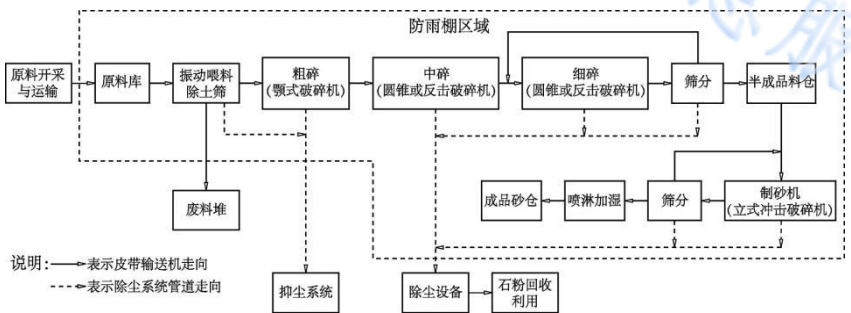 防雨棚区域
原料开采
与运输
原料库
振动喂料
除土筛
粗碎
(颚式破碎机)
中碎
(圆锥或反击破碎机)
细碎
(圆锥或反击破碎机)
筛分
半成品料仓
废料堆
成品砂仓
喷淋加湿
筛分
制砂机
(立式冲击破碎机)
说明:
表示皮带输送机走向
表示除尘系统管道走向
抑尘系统
除尘设备
石粉回收
利用